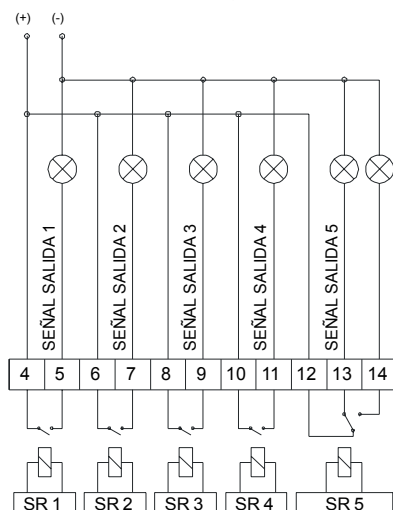 (+) (-)
SEÑAL SALIDA 1
SEÑAL SALIDA 2
SEÑAL SALIDA 3
SEÑAL SALIDA 4
SEÑAL SALIDA 5
4 5 6 7 8 9 10 11 12 13 14
SR 1 SR 2 SR 3 SR 4 SR 5